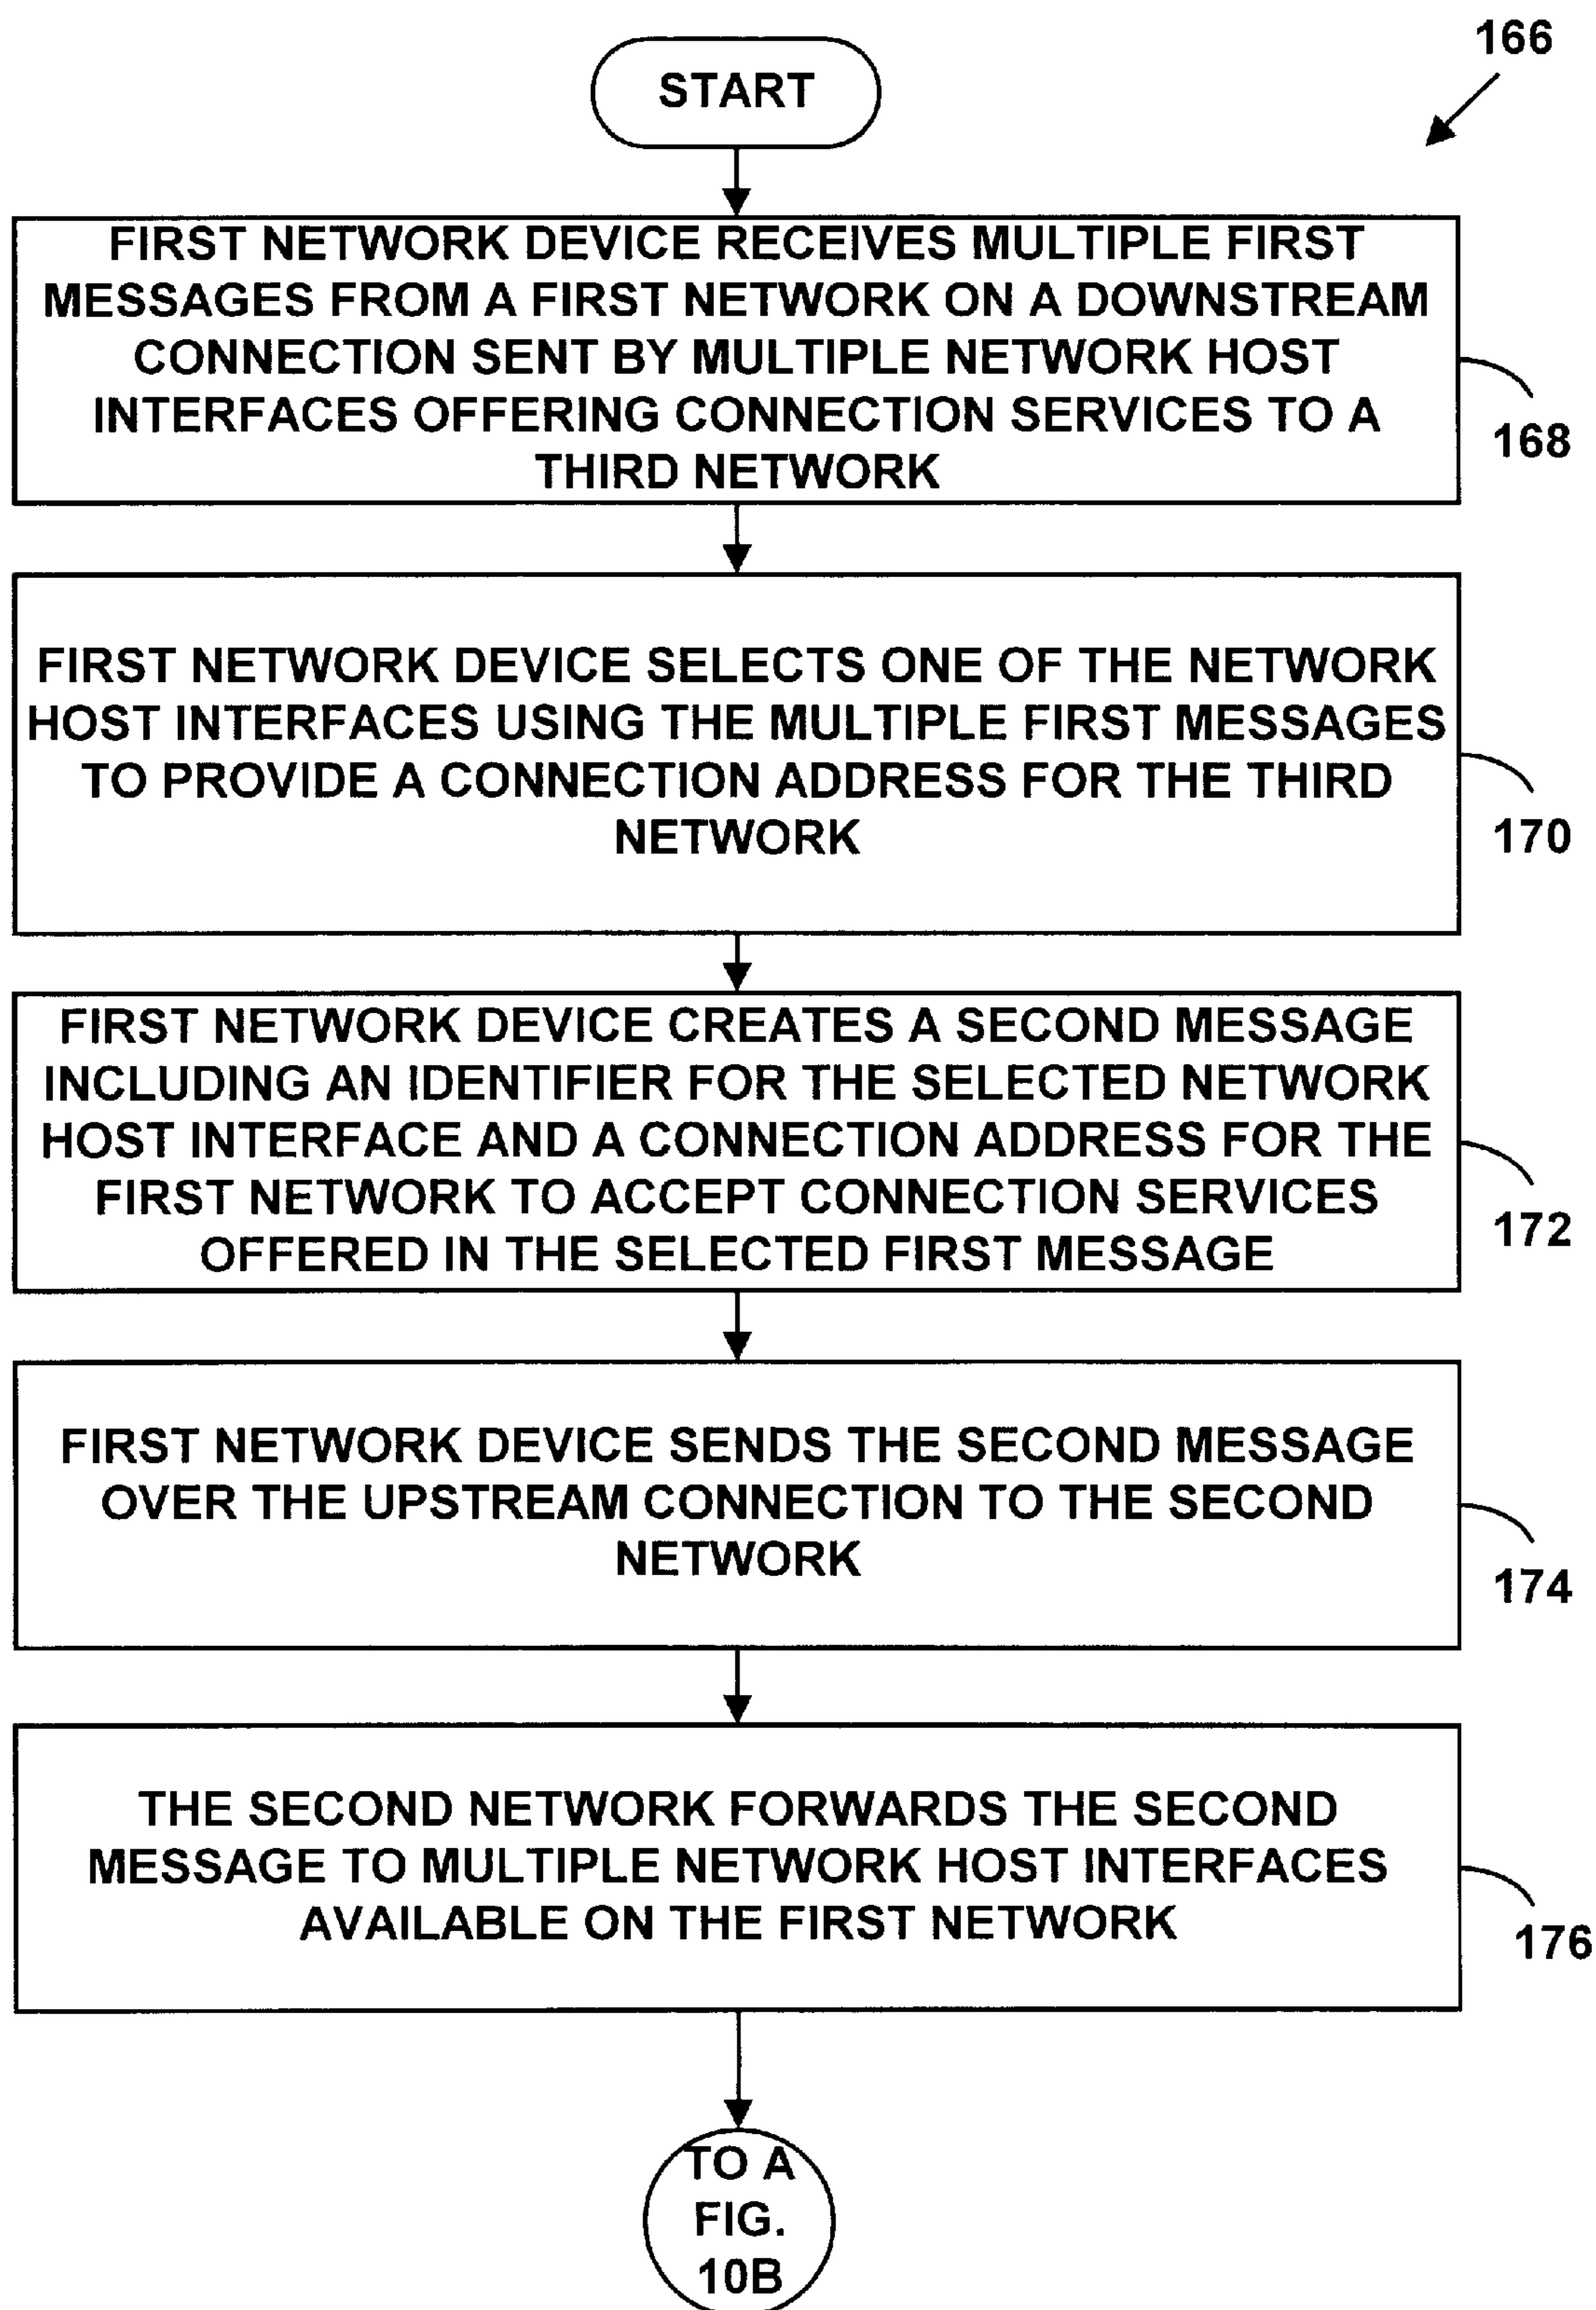 166
START
FIRST NETWORK DEVICE RECEIVES MULTIPLE FIRST
MESSAGES FROM A FIRST NETWORK ON A DOWNSTREAM
CONNECTION SENT BY MULTIPLE NETWORK HOST
INTERFACES OFFERING CONNECTION SERVICES TO A
THIRD NETWORK
168
FIRST NETWORK DEVICE SELECTS ONE OF THE NETWORK
HOST INTERFACES USING THE MULTIPLE FIRST MESSAGES
TO PROVIDE A CONNECTION ADDRESS FOR THE THIRD
NETWORK
170
FIRST NETWORK DEVICE CREATES A SECOND MESSAGE
INCLUDING AN IDENTIFIER FOR THE SELECTED NETWORK
HOST INTERFACE AND A CONNECTION ADDRESS FOR THE
FIRST NETWORK TO ACCEPT CONNECTION SERVICES
OFFERED IN THE SELECTED FIRST MESSAGE
172
FIRST NETWORK DEVICE SENDS THE SECOND MESSAGE
OVER THE UPSTREAM CONNECTION TO THE SECOND
NETWORK
174
THE SECOND NETWORK FORWARDS THE SECOND
MESSAGE TO MULTIPLE NETWORK HOST INTERFACES
AVAILABLE ON THE FIRST NETWORK
176
TO A
FIG.
10B